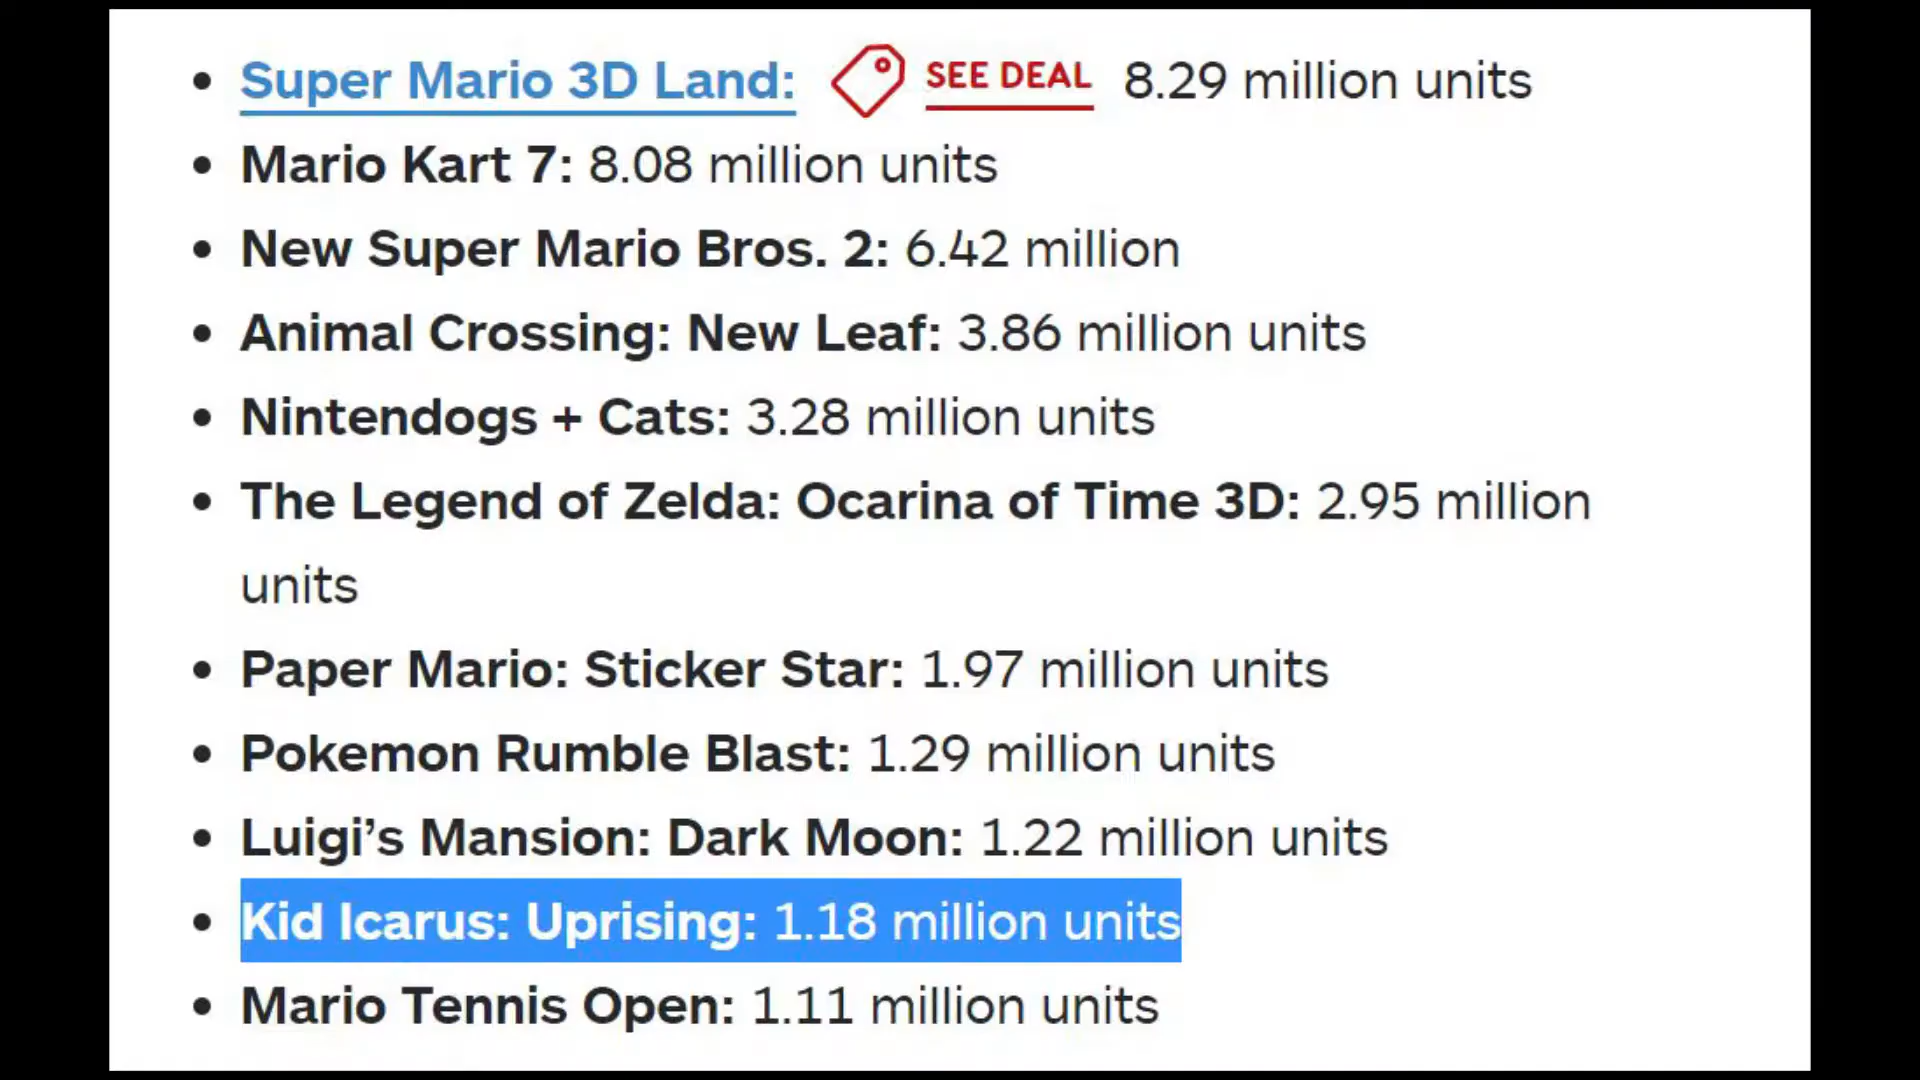 Super Mario 3D Land: SEE DEAL 8.29 million units
Mario Kart 7: 8.08 million units
New Super Mario Bros. 2: 6.42 million
Animal Crossing: New Leaf: 3.86 million units
Nintendogs + Cats: 3.28 million units
The Legend of Zelda: Ocarina of Time 3D: 2.95 million
units
Paper Mario: Sticker Star: 1.97 million units
Pokemon Rumble Blast: 1.29 million units
Luigi’s Mansion: Dark Moon: 1.22 million units
Kid Icarus: Uprising: 1.18 million units
Mario Tennis Open: 1.11 million units